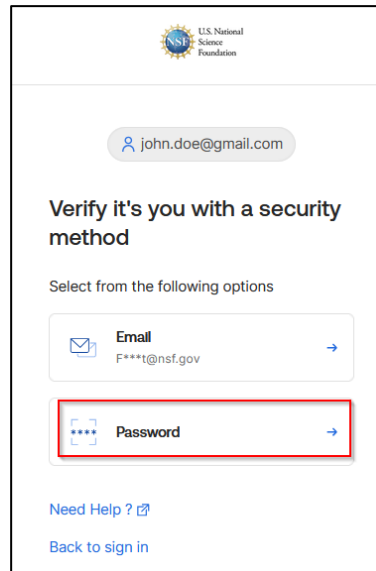 U.S. National
Science
Foundation
NSF
john.doe@gmail.com
Verify it's you with a security
method
Select from the following options
Email
F***t@nsf.gov
**** Password
Need Help ?
Back to sign in